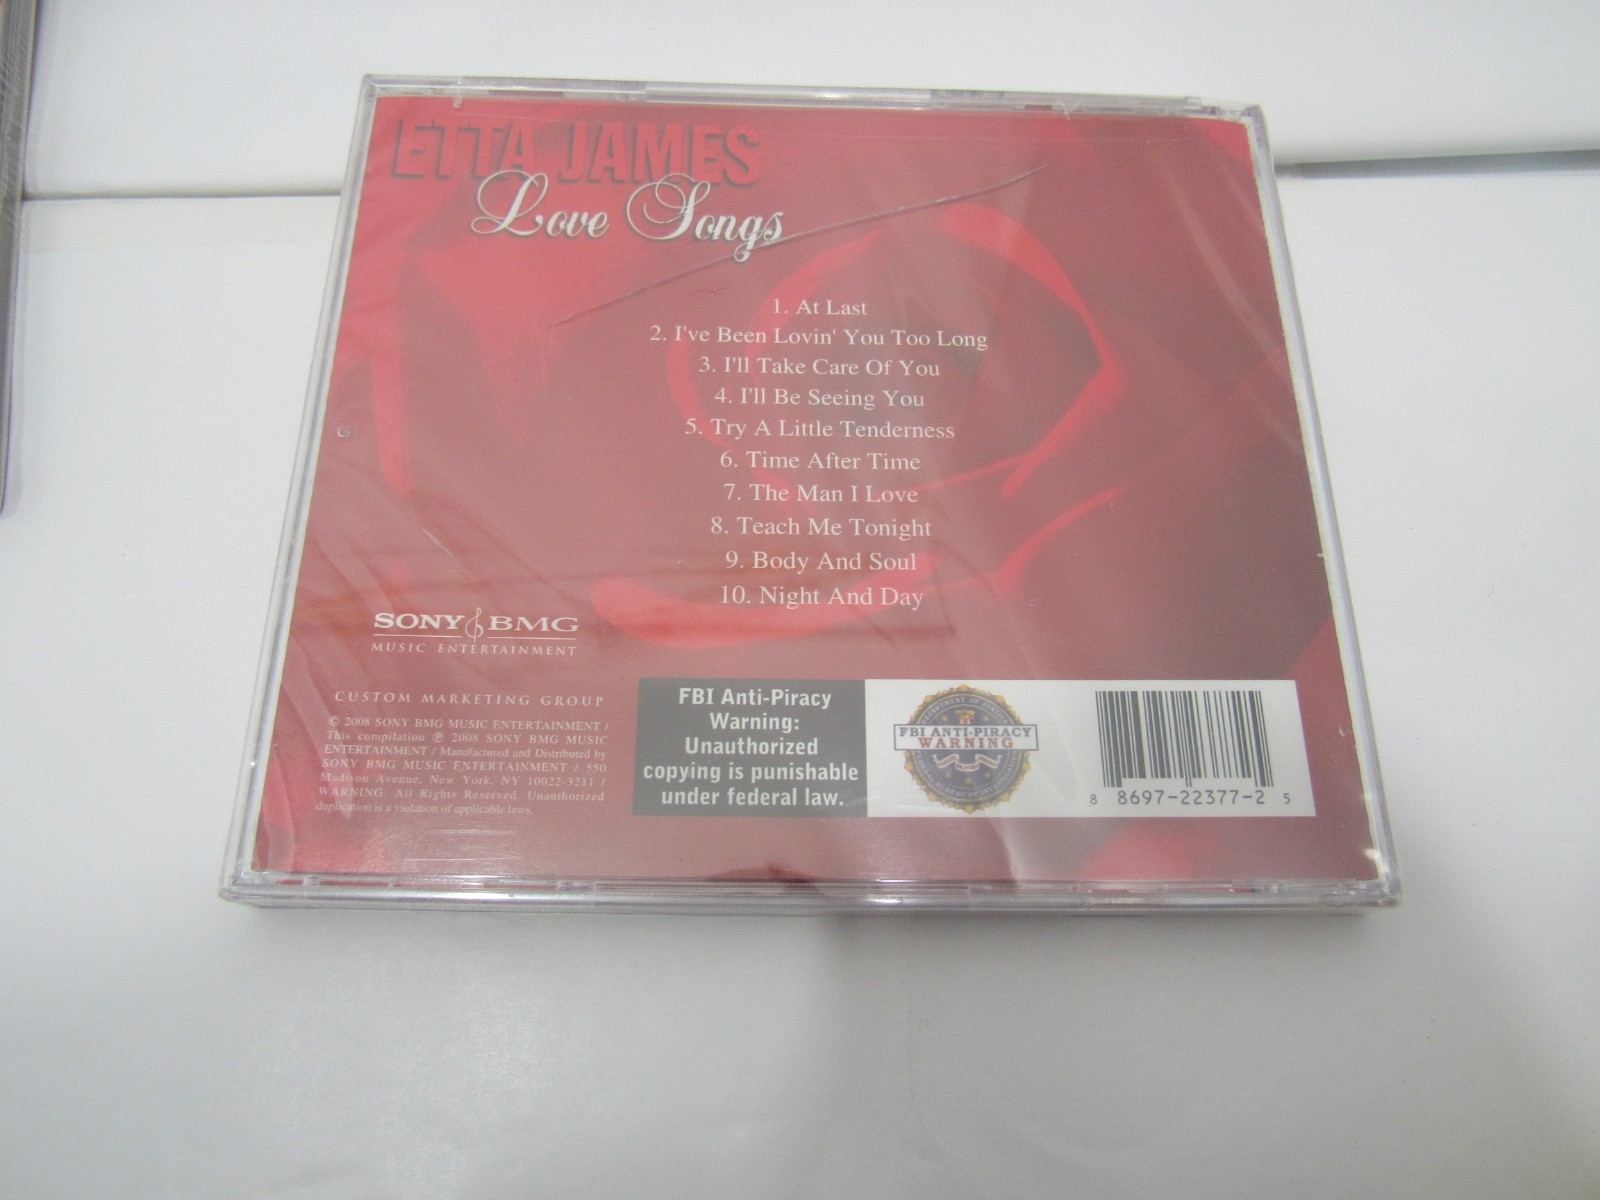 ETTA JAMES
Love Songs
1. At Last
2. I've Been Lovin' You Too Long
3. I'll Take Care Of You
4. I'll Be Seeing You
5. Try A Little Tenderness
6. Time After Time
7. The Man I Love
8. Teach Me Tonight
9. Body And Soul
10. Night And Day
SONY BMG
MUSIC ENTERTAINMENT
CUSTOM MARKETING GROUP
© 2008 SONY BMG MUSIC ENTERTAINMENT /
This compilation ℗ 2008 SONY BMG MUSIC
ENTERTAINMENT / Manufactured and Distributed by
SONY BMG MUSIC ENTERTAINMENT / 550
Madison Avenue, New York, NY 10022-3211 /
WARNING: All Rights Reserved. Unauthorized
duplication is a violation of applicable laws.
FBI Anti-Piracy
Warning:
Unauthorized
copying is punishable
under federal law.
DEPARTMENT OF JUSTICE
FBI ANTI-PIRACY
WARNING
8 8697-22377-2 5